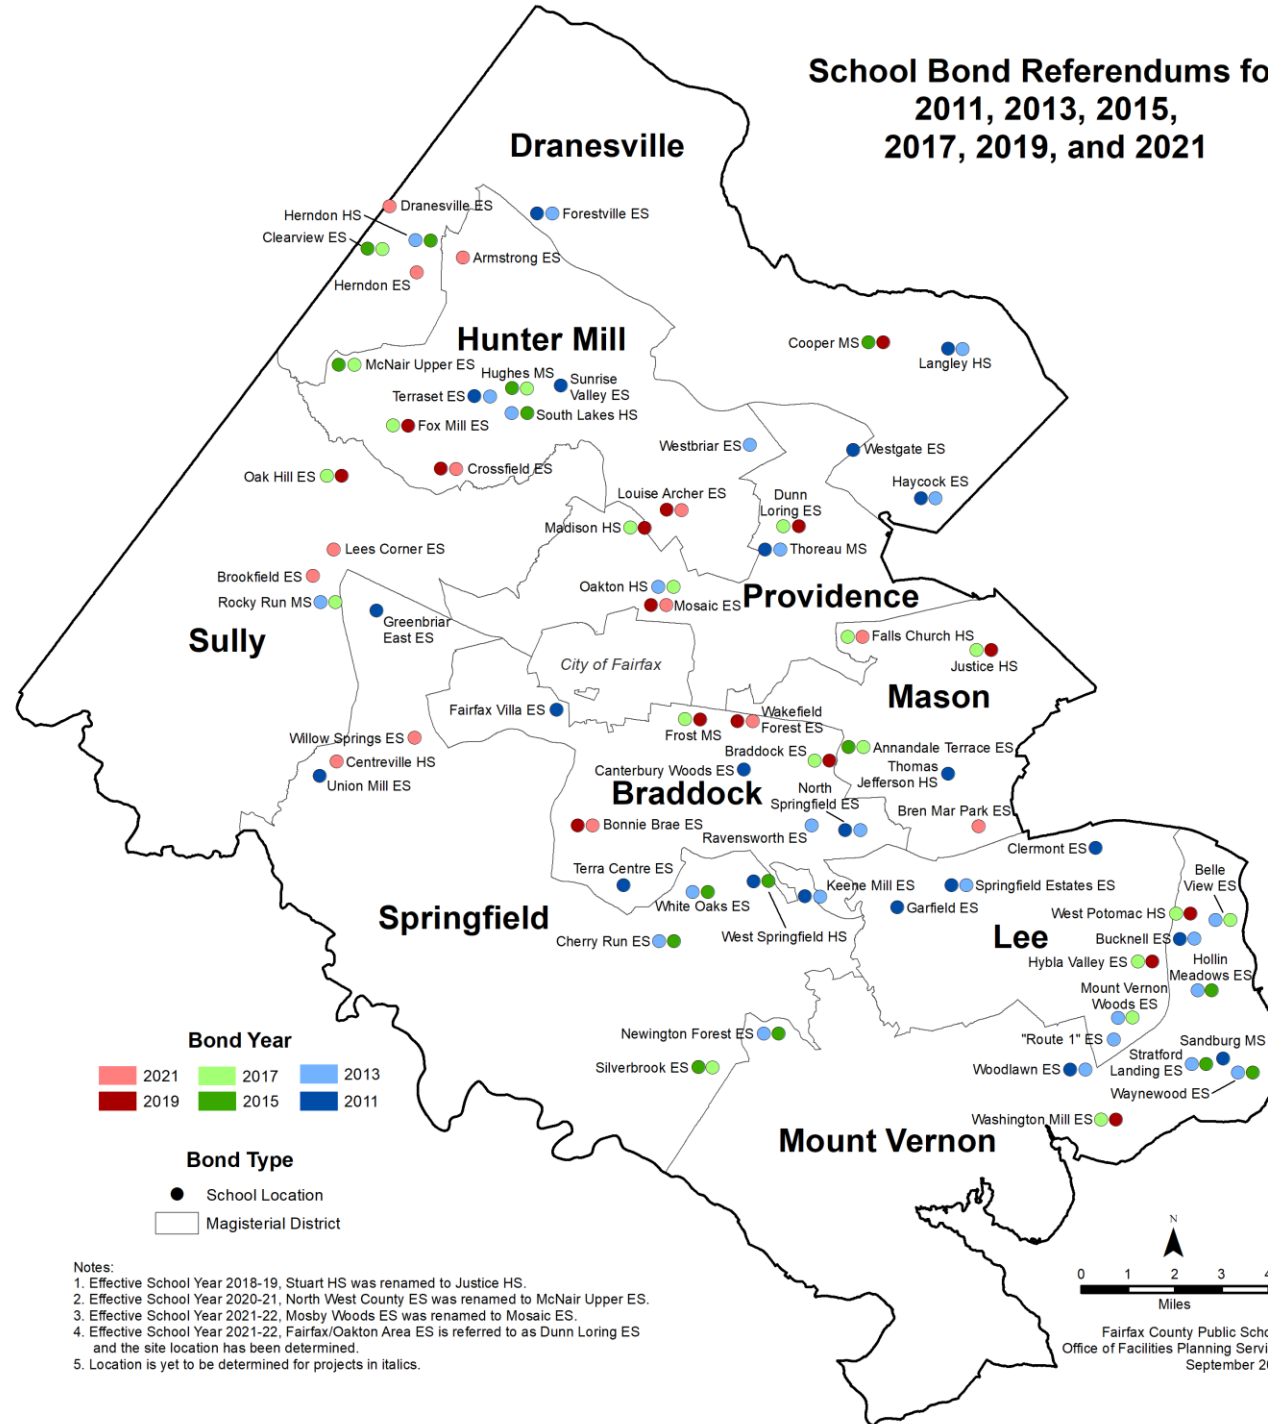 School Bond Referendums fo
2011, 2013, 2015,
2017, 2019, and 2021
Dranesville
Dranesville ES
Herndon HS
Forestville ES
Clearview ES
Armstrong ES
Herndon ES
Hunter Mill
Cooper MS
Langley HS
McNair Upper ES
Hughes MS
Sunrise
Valley ES
Terraset ES
South Lakes HS
Fox Mill ES
Westbriar ES
Westgate ES
Crossfield ES
Oak Hill ES
Haycock ES
Louise Archer ES
Dunn
Loring ES
Madison HS
Thoreau MS
Lees Corner ES
Brookfield ES
Oakton HS
Rocky Run MS
Mosaic ES
Providence
Greenbriar
East ES
Sully
Falls Church HS
City of Fairfax
Justice HS
Mason
Fairfax Villa ES
Wakefield
Forest ES
Frost MS
Willow Springs ES
Braddock ES
Annandale Terrace ES
Centreville HS
Canterbury Woods ES
Thomas
Jefferson HS
Union Mill ES
Braddock
North
Springfield ES
Bren Mar Park ES
Bonnie Brae ES
Ravensworth ES
Clermont ES
Terra Centre ES
Keene Mill ES
Springfield Estates ES
Belle
View ES
White Oaks ES
Garfield ES
West Potomac HS
Springfield
West Springfield HS
Lee
Cherry Run ES
Bucknell ES
Hybla Valley ES
Hollin
Meadows ES
Mount Vernon
Woods ES
Newington Forest ES
"Route 1" ES
Sandburg MS
Silverbrook ES
Woodlawn ES
Stratford
Landing ES
Waynewood ES
Washington Mill ES
Mount Vernon
Bond Year
2021
2017
2013
2019
2015
2011
Bond Type
School Location
Magisterial District
Notes:
1. Effective School Year 2018-19, Stuart HS was renamed to Justice HS.
2. Effective School Year 2020-21, North West County ES was renamed to McNair Upper ES.
3. Effective School Year 2021-22, Mosby Woods ES was renamed to Mosaic ES.
4. Effective School Year 2021-22, Fairfax/Oakton Area ES is referred to as Dunn Loring ES
and the site location has been determined.
5. Location is yet to be determined for projects in italics.
N
0 1 2 3 4
Miles
Fairfax County Public Scho
Office of Facilities Planning Servi
September 20